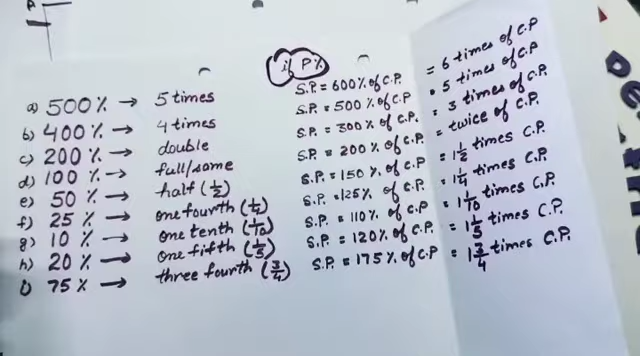 if P%
a) 500% → 5 times S.P. = 600% of C.P. = 6 times of C.P
b) 400% → 4 times S.P. = 500% of C.P = 5 times of C.P
c) 200% → double S.P. = 300% of C.P. = 3 times of C.P.
d) 100% → full/same S.P. = 200% of C.P = twice of C.P.
e) 50% → half (1/2) S.P. = 150% of C.P = 1 1/2 times C.P.
f) 25% → one fourth (1/4) S.P. = 125% of C.P. = 1 1/4 times C.P.
g) 10% → one tenth (1/10) S.P. = 110% of C.P = 1 1/10 times C.P.
h) 20% → one fifth (1/5) S.P. = 120% of C.P. = 1 1/5 times C.P.
i) 75% → three fourth (3/4) S.P. = 175% of C.P = 1 3/4 times C.P.